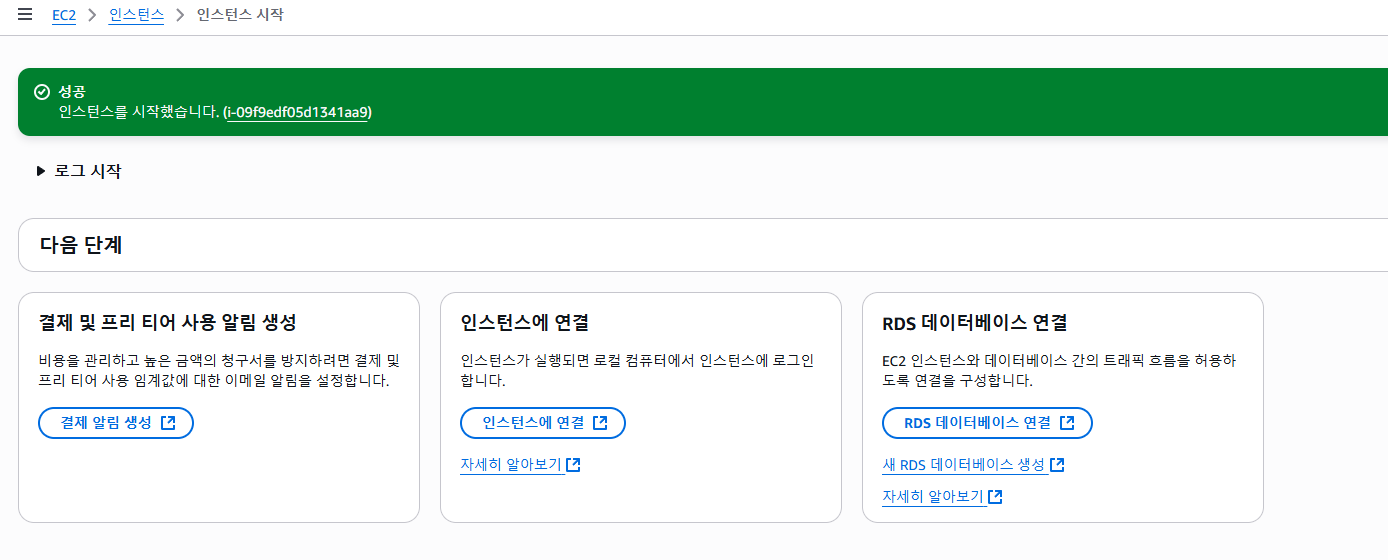 EC2 > 인스턴스 > 인스턴스 시작
성공
인스턴스를 시작했습니다. (i-09f9edf05d1341aa9)
로그 시작
다음 단계
결제 및 프리 티어 사용 알림 생성
비용을 관리하고 높은 금액의 청구서를 방지하려면 결제 및
프리 티어 사용 임계값에 대한 이메일 알림을 설정합니다.
결제 알림 생성
인스턴스에 연결
인스턴스가 실행되면 로컬 컴퓨터에서 인스턴스에 로그인
합니다.
인스턴스에 연결
자세히 알아보기
RDS 데이터베이스 연결
EC2 인스턴스와 데이터베이스 간의 트래픽 흐름을 허용하
도록 연결을 구성합니다.
RDS 데이터베이스 연결
새 RDS 데이터베이스 생성
자세히 알아보기